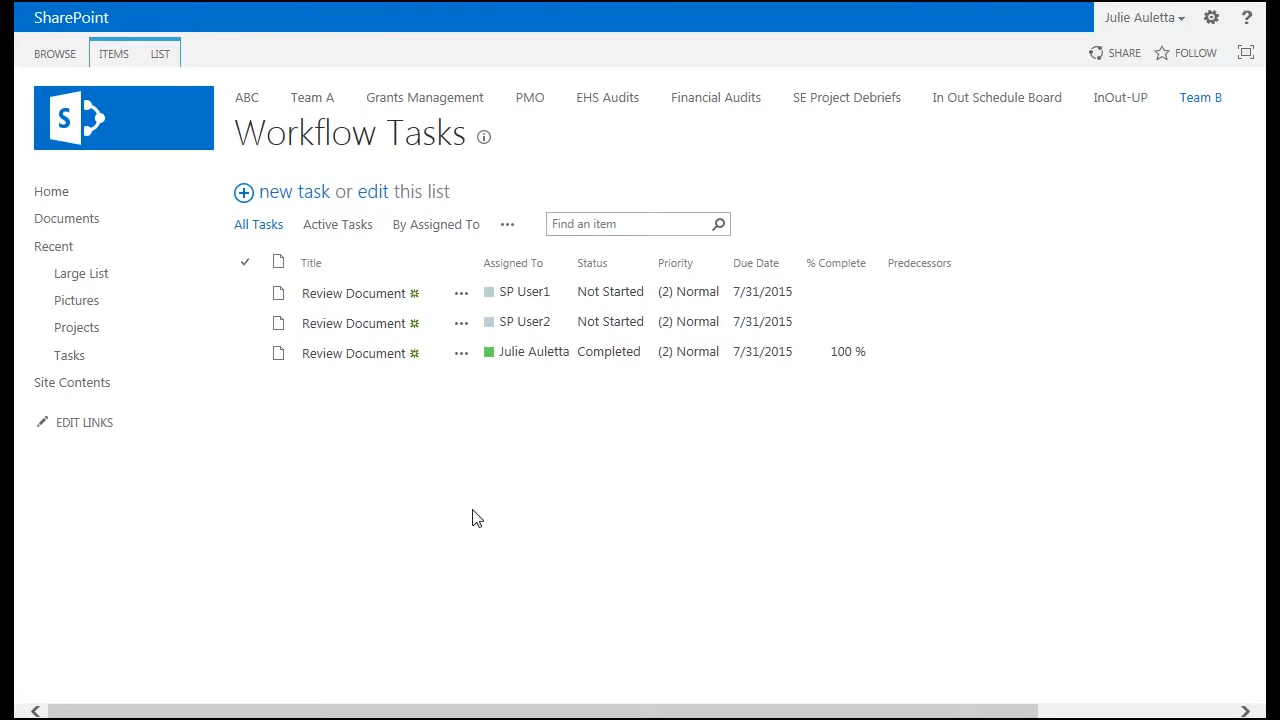 SharePoint
Julie Auletta
?
BROWSE ITEMS LIST
SHARE FOLLOW
S
ABC Team A Grants Management PMO EHS Audits Financial Audits SE Project Debriefs In Out Schedule Board InOut-UP Team B
Workflow Tasks
Home
Documents
Recent
Large List
Pictures
Projects
Tasks
Site Contents
EDIT LINKS
new task or edit this list
All Tasks Active Tasks By Assigned To ... Find an item
Title Assigned To Status Priority Due Date % Complete Predecessors
Review Document ... SP User1 Not Started (2) Normal 7/31/2015
Review Document ... SP User2 Not Started (2) Normal 7/31/2015
Review Document ... Julie Auletta Completed (2) Normal 7/31/2015 100 %